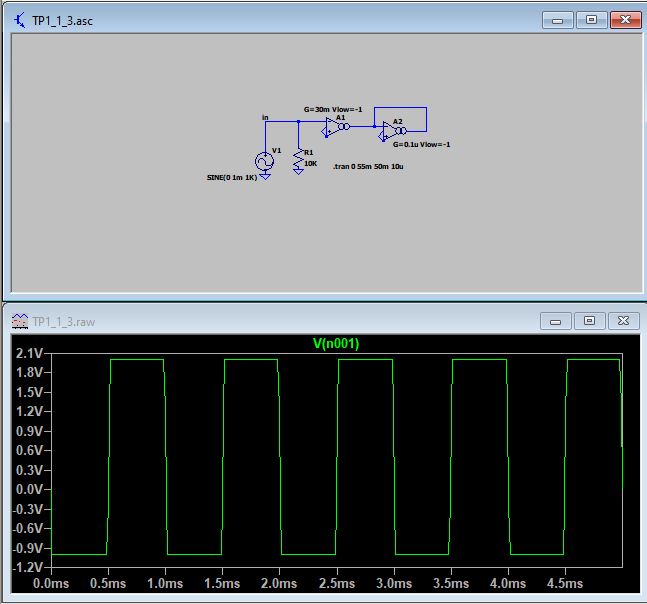 TP1_1_3.asc
G=30m Vlow=-1
in
A1
A2
V1
R1
10K
G=0.1u Vlow=-1
.tran 0 55m 50m 10u
SINE(0 1m 1K)
TP1_1_3.raw
V(n001)
2.1V
1.8V
1.5V
1.2V
0.9V
0.6V
0.3V
0.0V
-0.3V
-0.6V
-0.9V
-1.2V
0.0ms 0.5ms 1.0ms 1.5ms 2.0ms 2.5ms 3.0ms 3.5ms 4.0ms 4.5ms